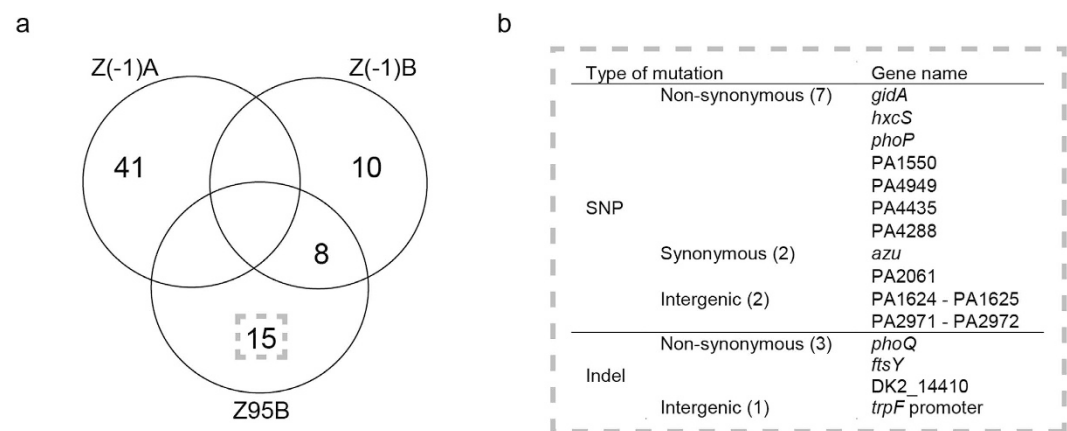 a
b
Z(-1)A
Z(-1)B
41
10
8
15
Z95B
Type of mutation Gene name
Non-synonymous (7) gidA
hxcS
phoP
PA1550
PA4949
SNP PA4435
PA4288
Synonymous (2) azu
PA2061
Intergenic (2) PA1624 - PA1625
PA2971 - PA2972
Non-synonymous (3) phoQ
Indel ftsY
DK2_14410
Intergenic (1) trpF promoter